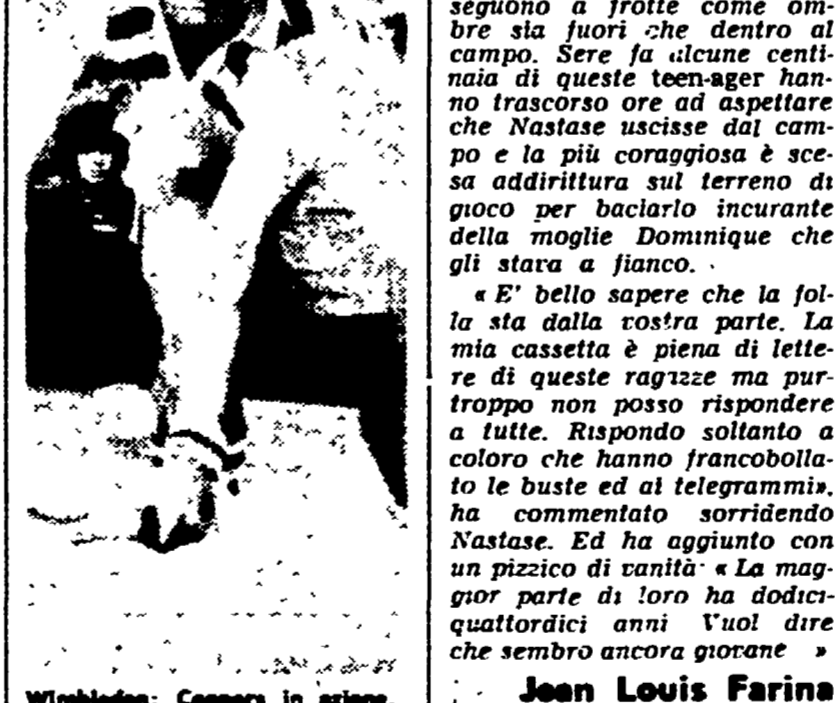 seguono a frotte come om-
bre sia fuori che dentro al
campo. Sere fa alcune centi-
naia di queste teen-ager han-
no trascorso ore ad aspettare
che Nastase uscisse dal cam-
po e la più coraggiosa è sce-
sa addirittura sul terreno di
gioco per baciarlo incurante
della moglie Dominique che
gli stava a fianco.
« E' bello sapere che la fol-
la sta dalla vostra parte. La
mia cassetta è piena di lette-
re di queste ragazze ma pur-
troppo non posso rispondere
a tutte. Rispondo soltanto a
coloro che hanno francobolla-
to le buste ed ai telegrammi»,
ha commentato sorridendo
Nastase. Ed ha aggiunto con
un pizzico di vanità: « La mag-
gior parte di loro ha dodici-
quattordici anni Vuol dire
che sembro ancora giovane »
Jean Louis Farina
Wimbledon: Connors in azione.